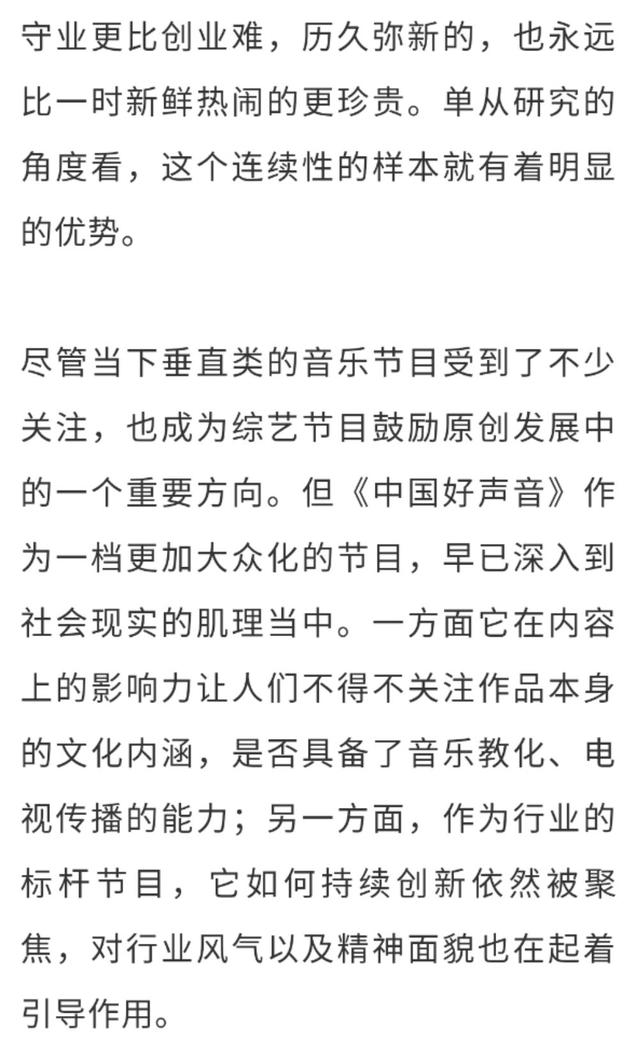 守业更比创业难，历久弥新的，也永远
比一时新鲜热闹的更珍贵。单从研究的
角度看，这个连续性的样本就有着明显
的优势。
尽管当下垂直类的音乐节目受到了不少
关注，也成为综艺节目鼓励原创发展中
的一个重要方向。但《中国好声音》作
为一档更加大众化的节目，早已深入到
社会现实的肌理当中。一方面它在内容
上的影响力让人们不得不关注作品本身
的文化内涵，是否具备了音乐教化、电
视传播的能力；另一方面，作为行业的
标杆节目，它如何持续创新依然被聚
焦，对行业风气以及精神面貌也在起着
引导作用。